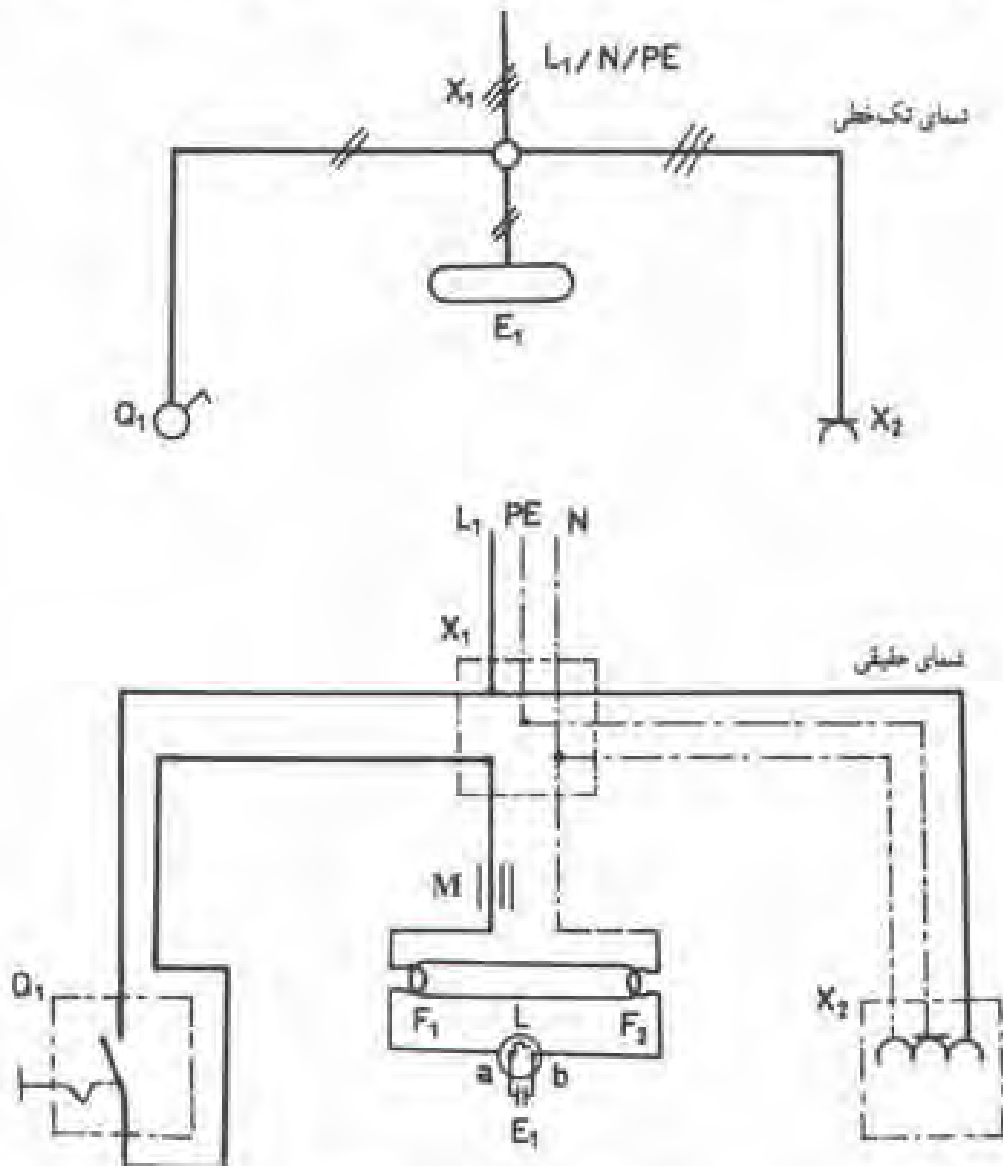 L₁/N/PE
X₁
نمای تک‌خطی
E₁
Q₁
X₂
L₁ PE N
X₁
نمای حقیقی
M
Q₁
X₂
F₁ L F₂
a b
E₁